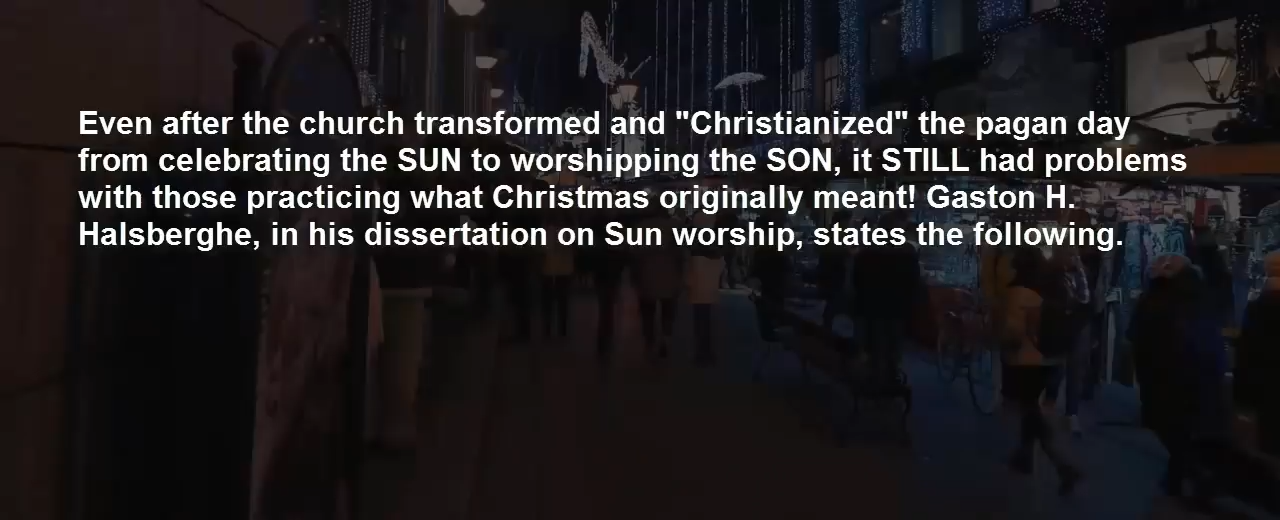 Even after the church transformed and "Christianized" the pagan day
from celebrating the SUN to worshipping the SON, it STILL had problems
with those practicing what Christmas originally meant! Gaston H.
Halsberghe, in his dissertation on Sun worship, states the following.